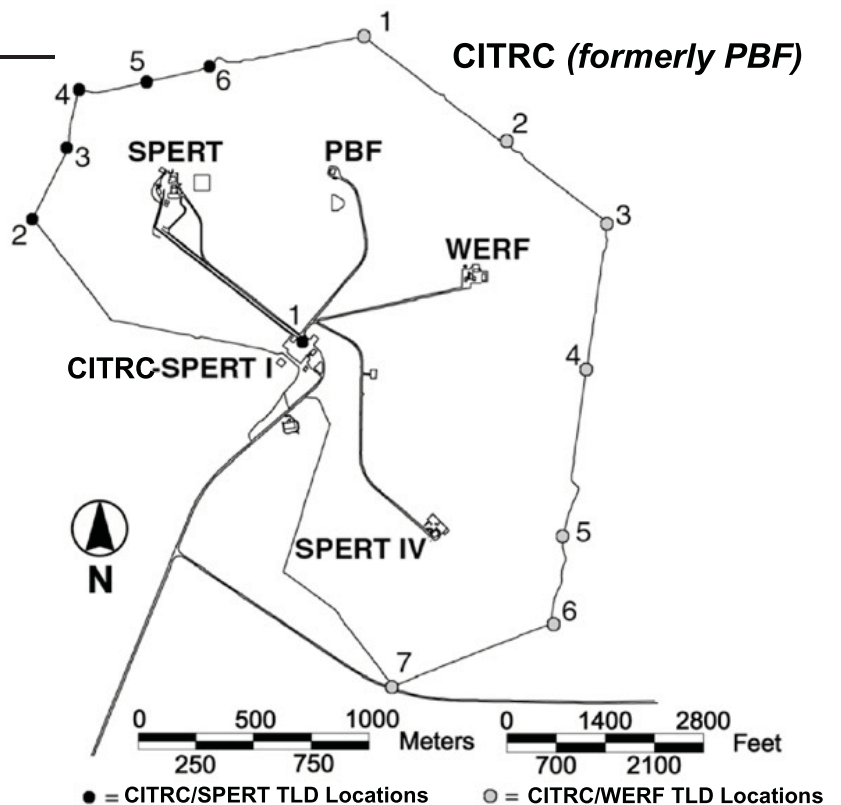 1
CITRC (formerly PBF)
5
6
4
2
3
SPERT
PBF
3
2
WERF
1
4
CITRC-SPERT I
5
SPERT IV
N
6
7
0 500 1000
Meters
250 750
0 1400 2800
Feet
700 2100
= CITRC/SPERT TLD Locations
= CITRC/WERF TLD Locations